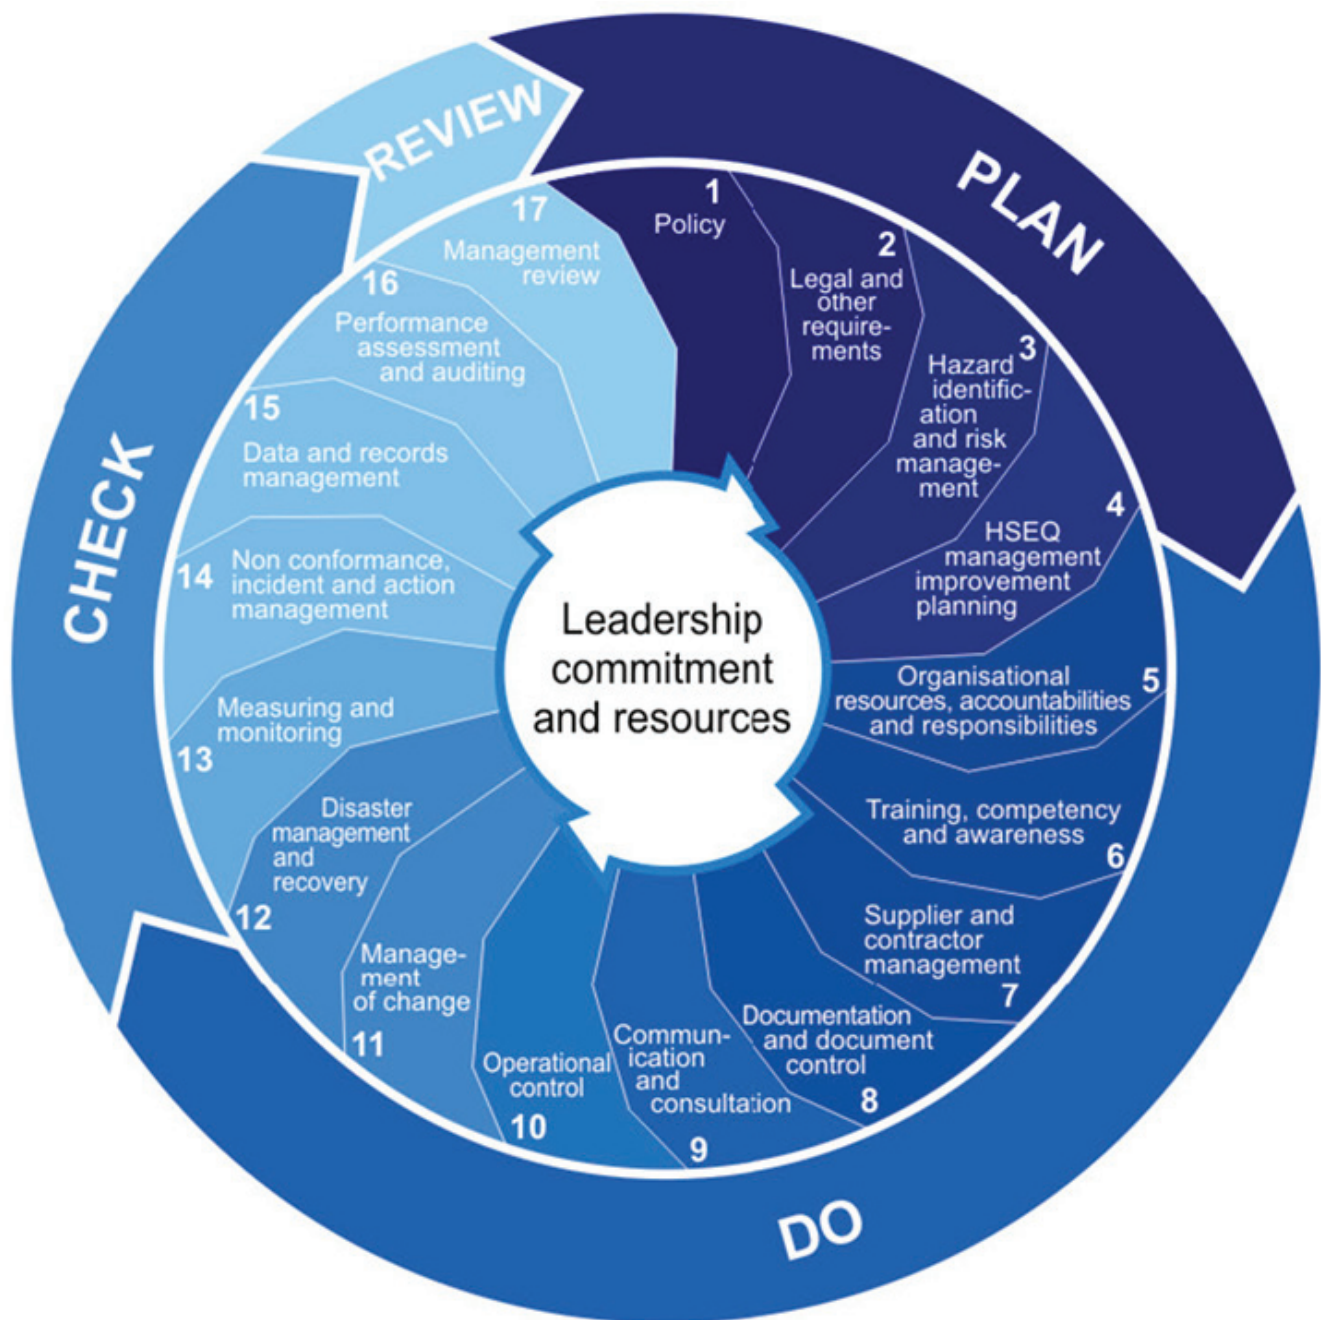 REVIEW
PLAN
DO
CHECK
1
Policy
2
Legal and
other
require-
ments
3
Hazard
identific-
ation
and risk
manage-
ment
4
HSEQ
management
improvement
planning
5
Organisational
resources, accountabilities
and responsibilities
Training, competency
and awareness
6
Supplier and
contractor
management
7
Documentation
and document
control
8
Commun-
ication
and
consultation
9
Operational
control
10
Manage-
ment
of change
11
Disaster
management
and
recovery
12
Measuring and
monitoring
13
14
Non conformance,
incident and action
management
15
Data and records
management
16
Performance
assessment
and auditing
17
Management
review
Leadership
commitment
and resources